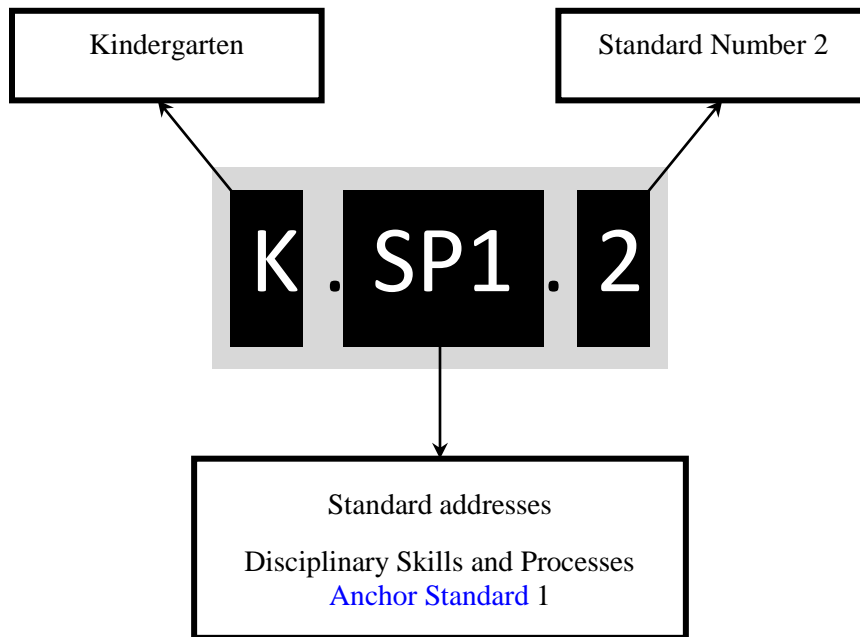 Kindergarten
Standard Number 2
K . SP1 . 2
Standard addresses
Disciplinary Skills and Processes
Anchor Standard 1